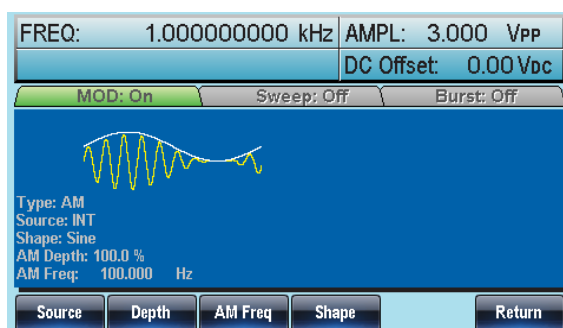 FREQ: 1.000000000 kHz AMPL: 3.000 VPP
DC Offset: 0.00 VDC
MOD: On Sweep: Off Burst: Off
Type: AM
Source: INT
Shape: Sine
AM Depth: 100.0 %
AM Freq: 100.000 Hz
Source Depth AM Freq Shape Return